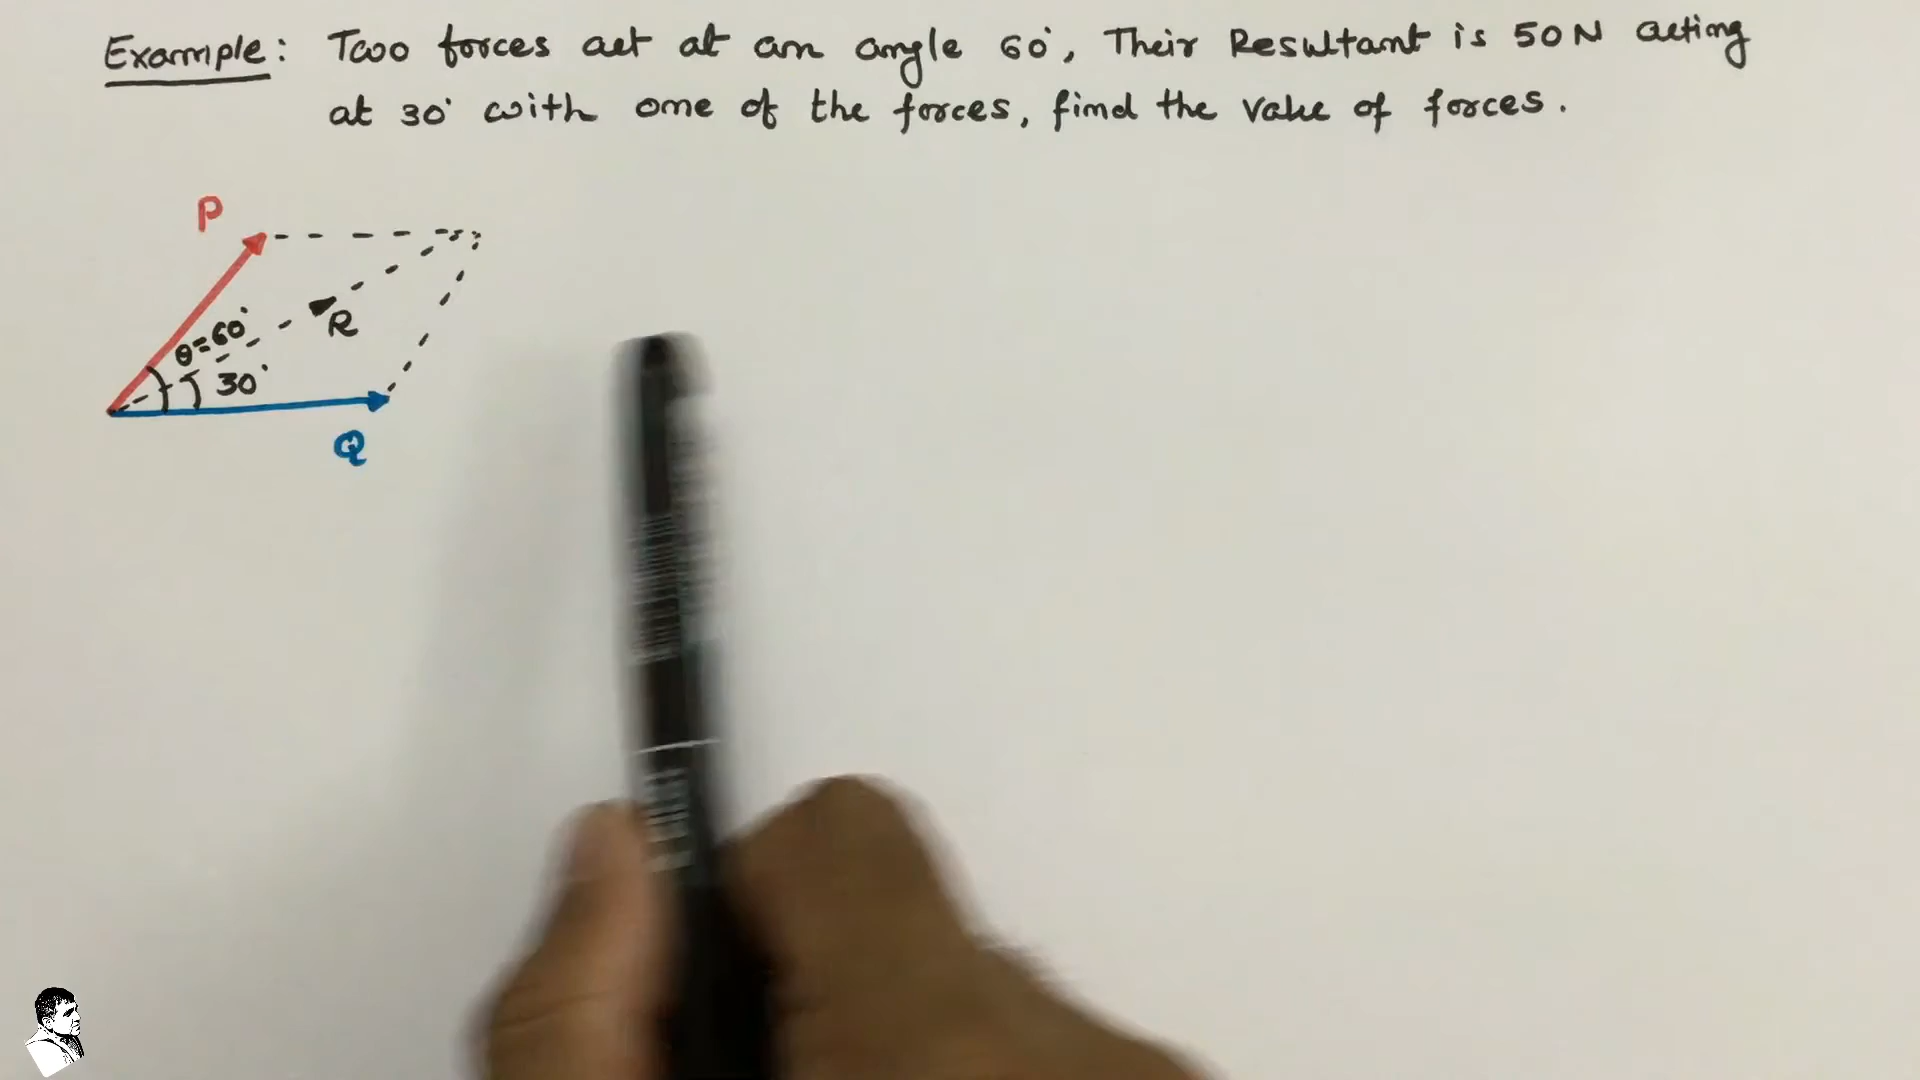 Example: Two forces act at an angle 60°, Their Resultant is 50N acting
at 30° with one of the forces, find the value of forces.
P
θ=60°
R
30°
Q